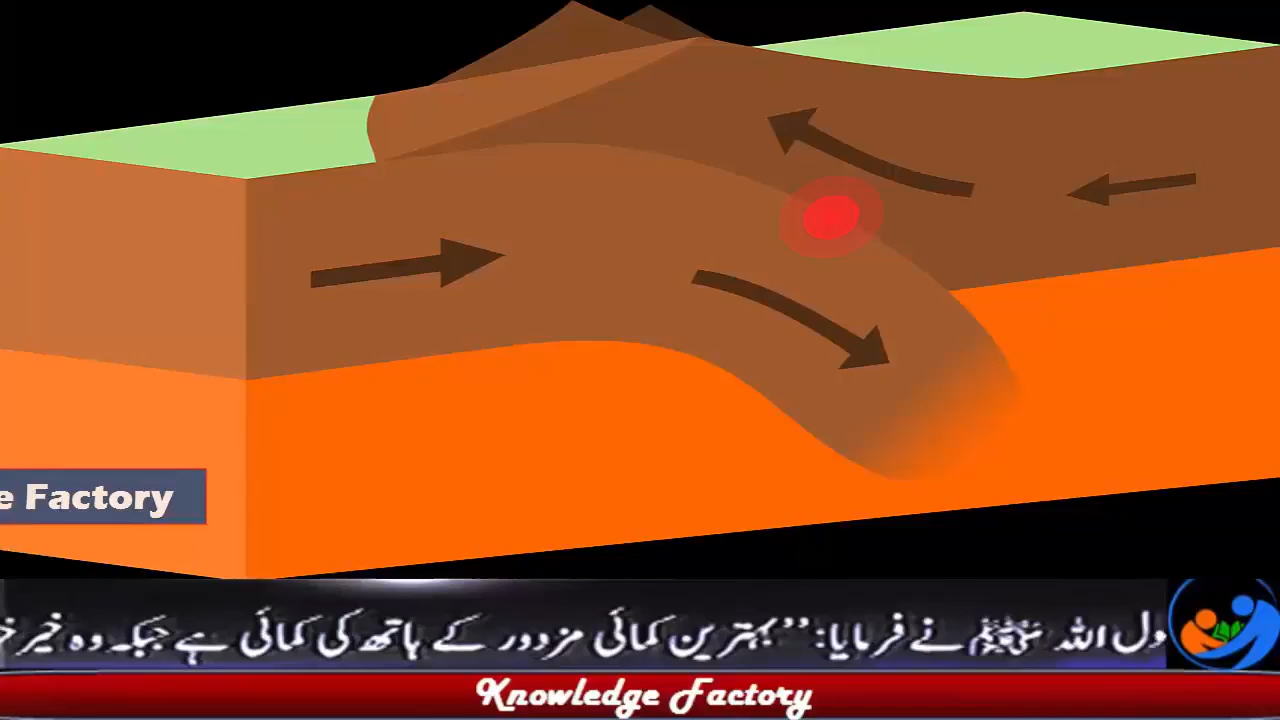 e Factory
ول اللہ ﷺ نے فرمایا: ”بہترین کمائی مزدور کے ہاتھ کی کمائی ہے جبکہ وہ خیر خ
Knowledge Factory